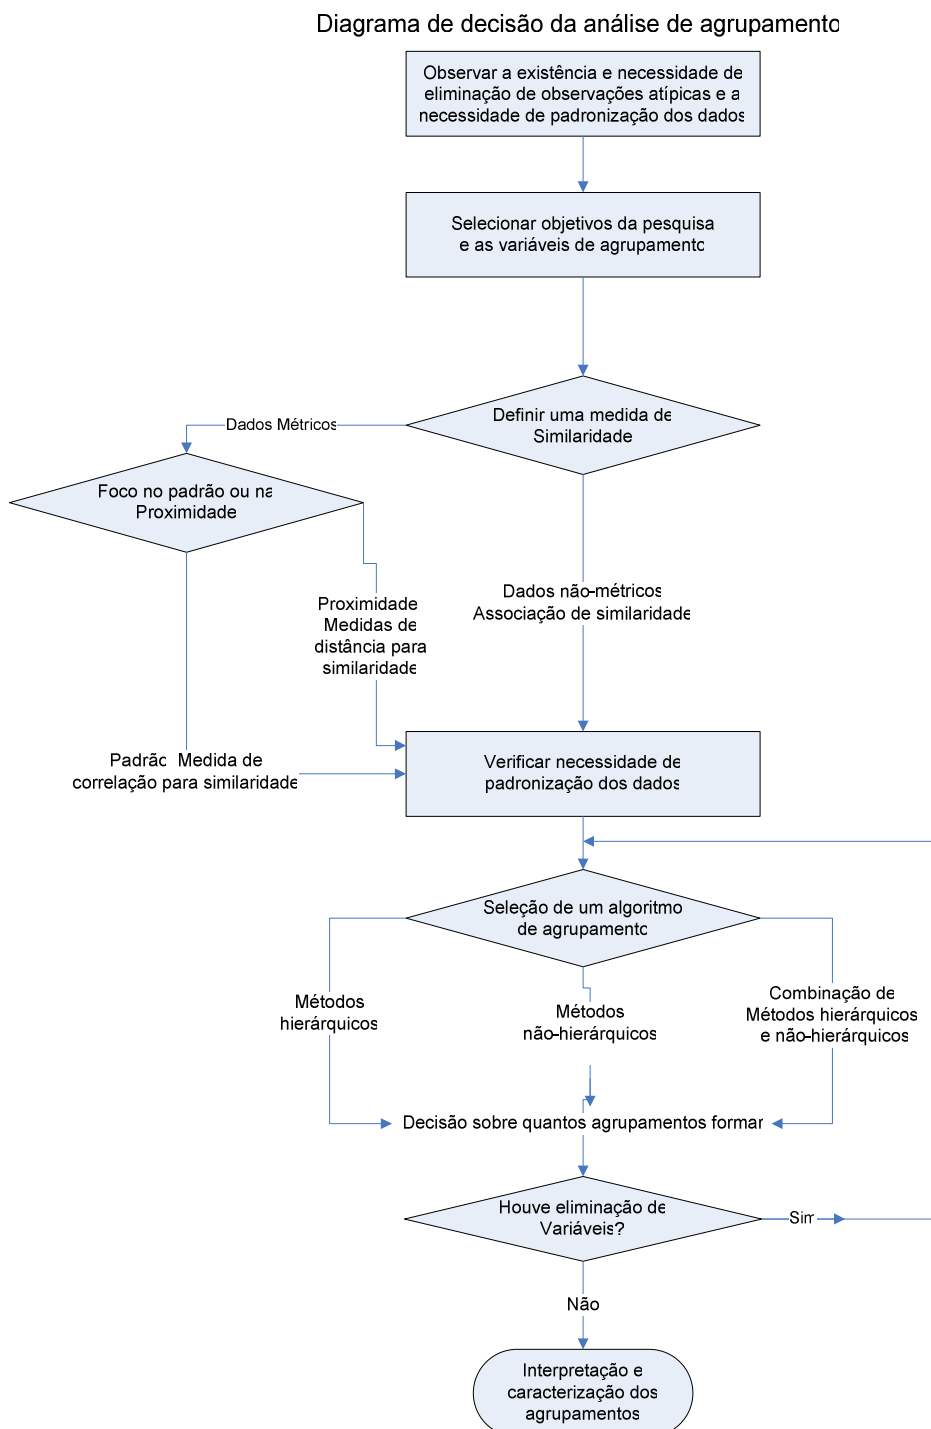 Diagrama de decisão da análise de agrupamento
Observar a existência e necessidade de
eliminação de observações atípicas e a
necessidade de padronização dos dados
Selecionar objetivos da pesquisa
e as variáveis de agrupamento
Definir uma medida de
Similaridade
Dados Métricos
Foco no padrão ou na
Proximidade
Dados não-métricos
Associação de similaridade
Proximidade
Medidas de
distância para
similaridade
Padrão Medida de
correlação para similaridade
Verificar necessidade de
padronização dos dados
Seleção de um algoritmo
de agrupamento
Métodos
hierárquicos
Métodos
não-hierárquicos
Combinação de
Métodos hierárquicos
e não-hierárquicos
Decisão sobre quantos agrupamentos formar
Houve eliminação de
Variáveis?
Sim
Não
Interpretação e
caracterização dos
agrupamentos